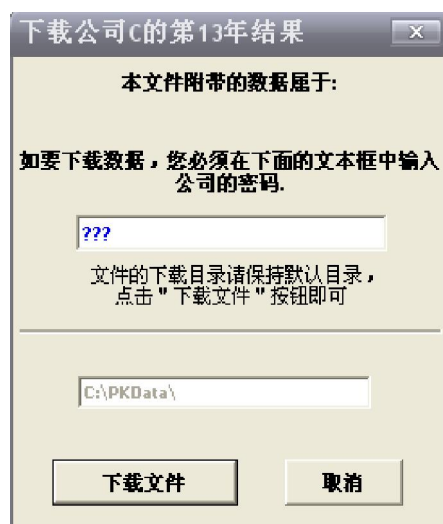 下载公司C的第13年结果
本文件附带的数据属于:
如要下载数据，您必须在下面的文本框中输入
公司的密码.
???
文件的下载目录请保持默认目录，
点击"下载文件"按钮即可
C:\PKData\
下载文件
取消